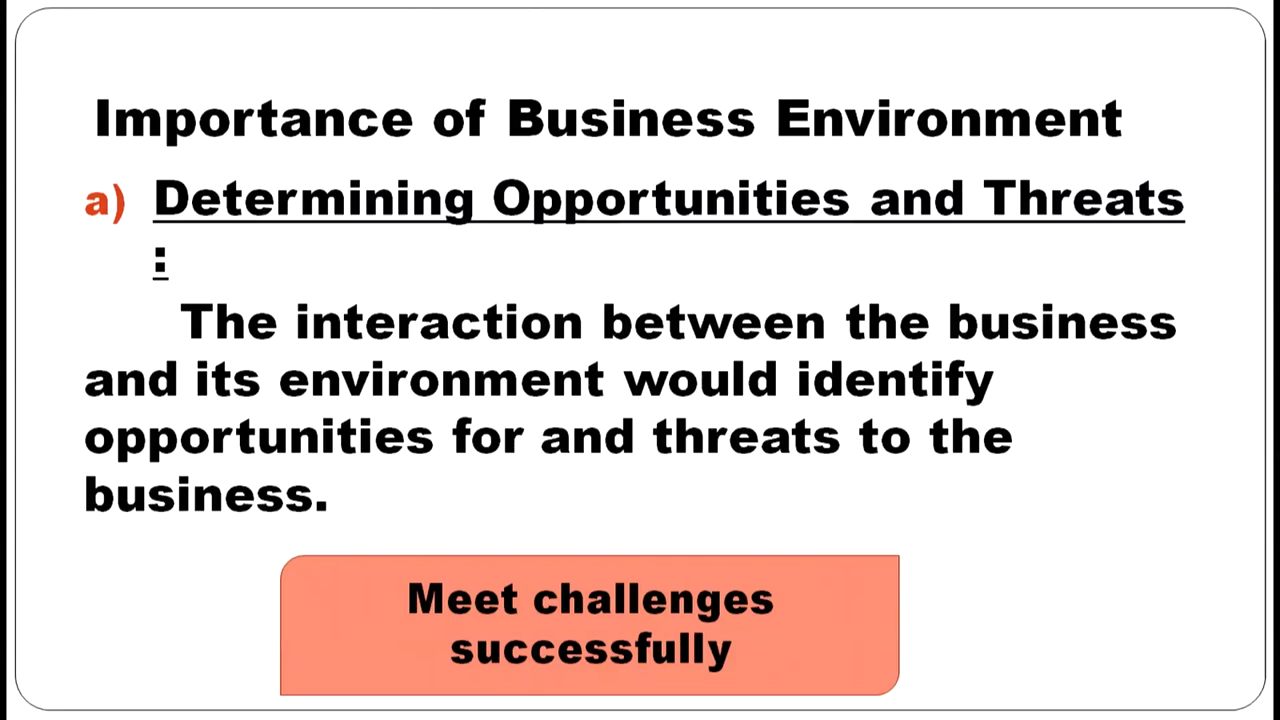 Importance of Business Environment
a) Determining Opportunities and Threats
:
The interaction between the business
and its environment would identify
opportunities for and threats to the
business.
Meet challenges
successfully